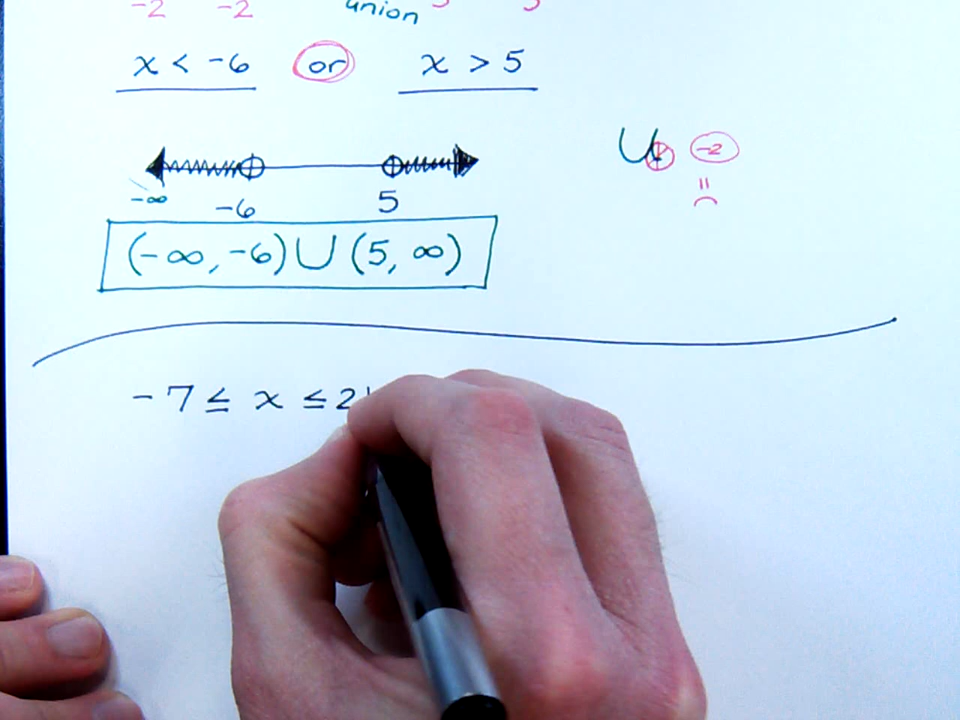 -2 -2 union
x < -6 or x > 5
U -2
-∞ -6 5
(-∞, -6) U (5, ∞)
-7 ≤ x ≤ 2